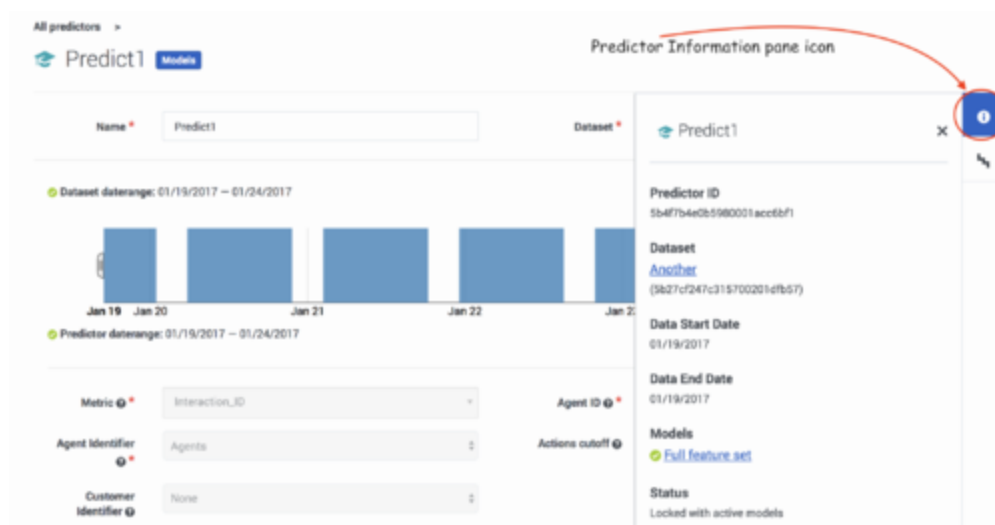 All predictors >
Predict1 Models
Predictor Information pane icon
Name * Predict1 Dataset *
Dataset daterange: 01/19/2017 — 01/24/2017
Jan 19 Jan 20 Jan 21 Jan 22 Jan 2
Predictor daterange: 01/19/2017 — 01/24/2017
Metric * Interaction_ID Agent ID *
Agent Identifier * Agents Actions cutoff
Customer Identifier None
Predict1 ×
Predictor ID
5b4f7b4e0b5980001acc6bf1
Dataset
Another
(5b27cf247c315700201dfb57)
Data Start Date
01/19/2017
Data End Date
01/19/2017
Models
Full feature set
Status
Locked with active models